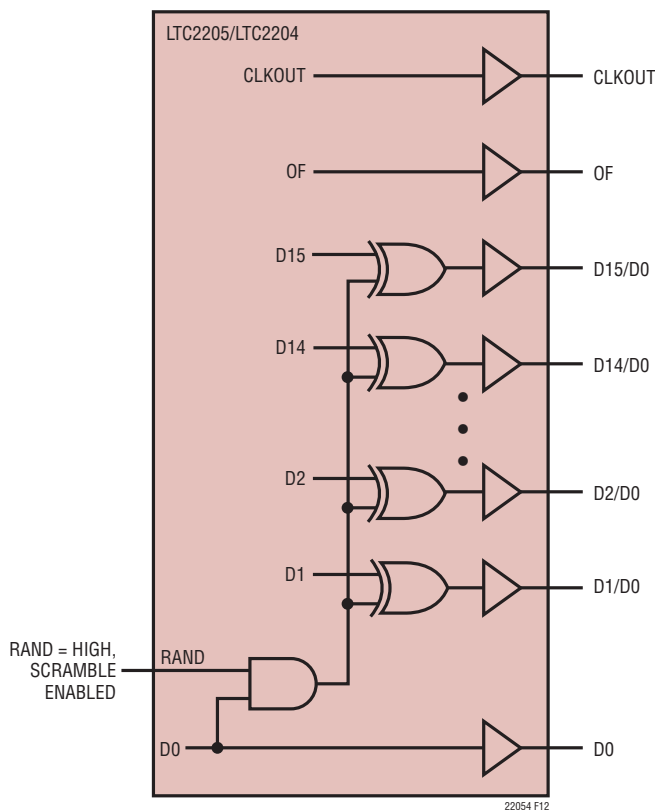 LTC2205/LTC2204
CLKOUT
CLKOUT
OF
OF
D15
D15/D0
D14
D14/D0
D2
D2/D0
D1
D1/D0
RAND = HIGH,
SCRAMBLE
ENABLED
RAND
D0
D0
22054 F12